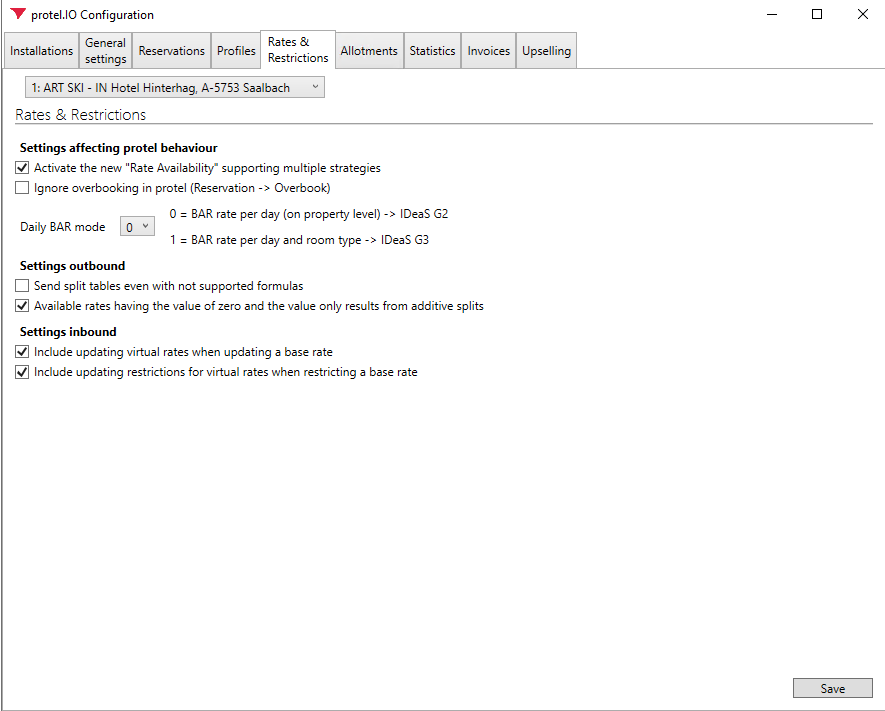 protel.IO Configuration
Installations
General
settings
Reservations
Profiles
Rates &
Restrictions
Allotments
Statistics
Invoices
Upselling
1: ART SKI - IN Hotel Hinterhag, A-5753 Saalbach
Rates & Restrictions
Settings affecting protel behaviour
Activate the new "Rate Availability" supporting multiple strategies
Ignore overbooking in protel (Reservation -> Overbook)
0 = BAR rate per day (on property level) -> IDeaS G2
Daily BAR mode 0
1 = BAR rate per day and room type -> IDeaS G3
Settings outbound
Send split tables even with not supported formulas
Available rates having the value of zero and the value only results from additive splits
Settings inbound
Include updating virtual rates when updating a base rate
Include updating restrictions for virtual rates when restricting a base rate
Save